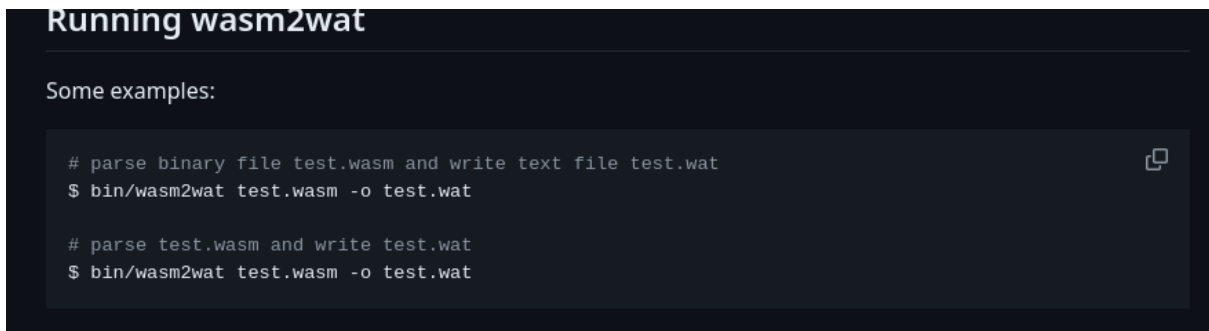 Running wasm2wat
Some examples:
# parse binary file test.wasm and write text file test.wat
$ bin/wasm2wat test.wasm -o test.wat
# parse test.wasm and write test.wat
$ bin/wasm2wat test.wasm -o test.wat